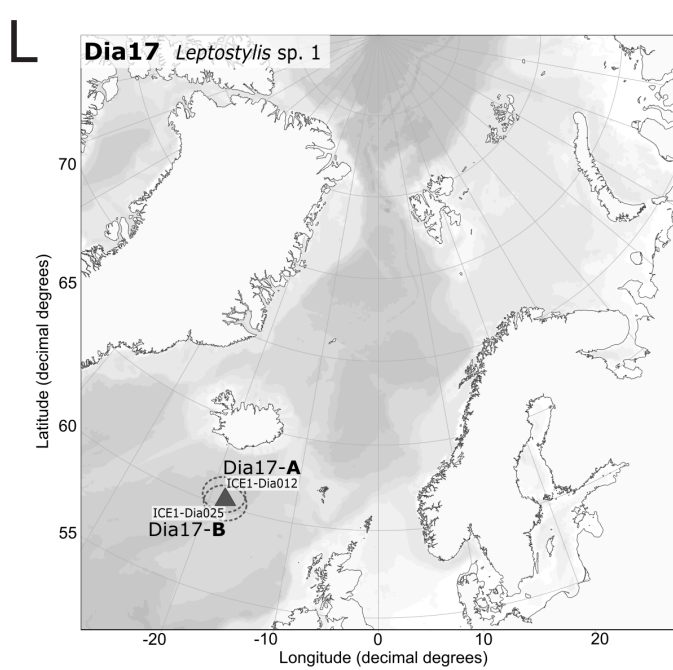 L
Dia17 Leptostylis sp. 1
70
65
60
55
Latitude (decimal degrees)
Dia17-A
ICE1-Dia012
ICE1-Dia025
Dia17-B
-20 -10 0 10 20
Longitude (decimal degrees)